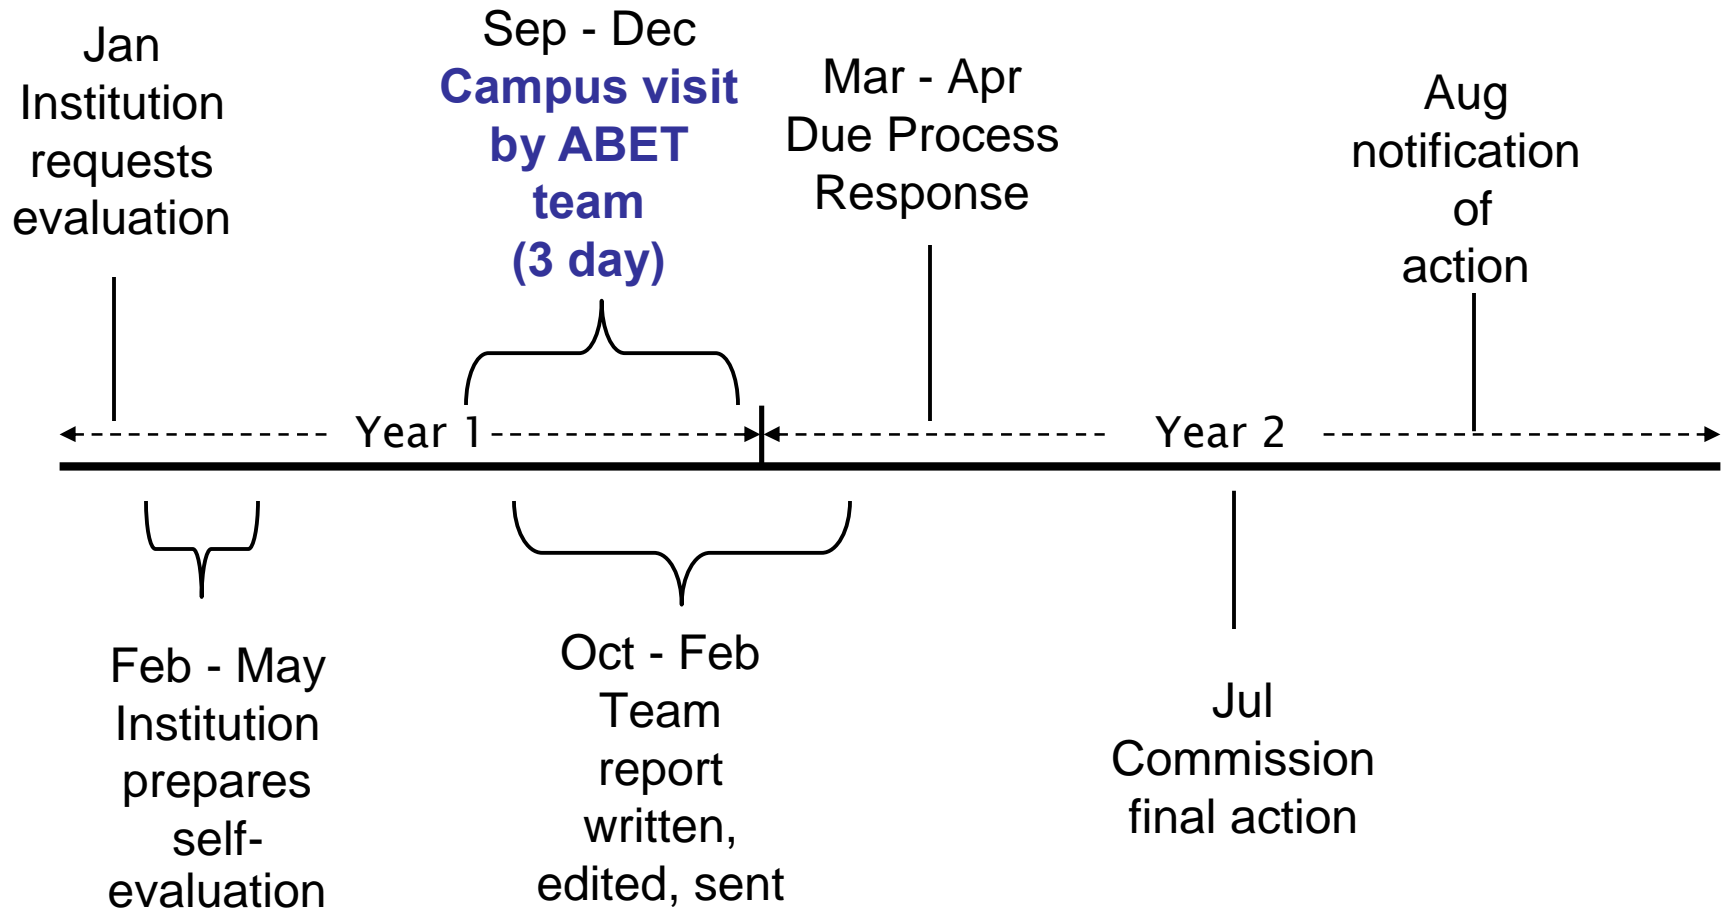 Jan
Institution
requests
evaluation
Sep - Dec
Campus visit
by ABET
team
(3 day)
Mar - Apr
Due Process
Response
Aug
notification
of
action
Year 1
Year 2
Feb - May
Institution
prepares
self-
evaluation
Oct - Feb
Team
report
written,
edited, sent
Jul
Commission
final action